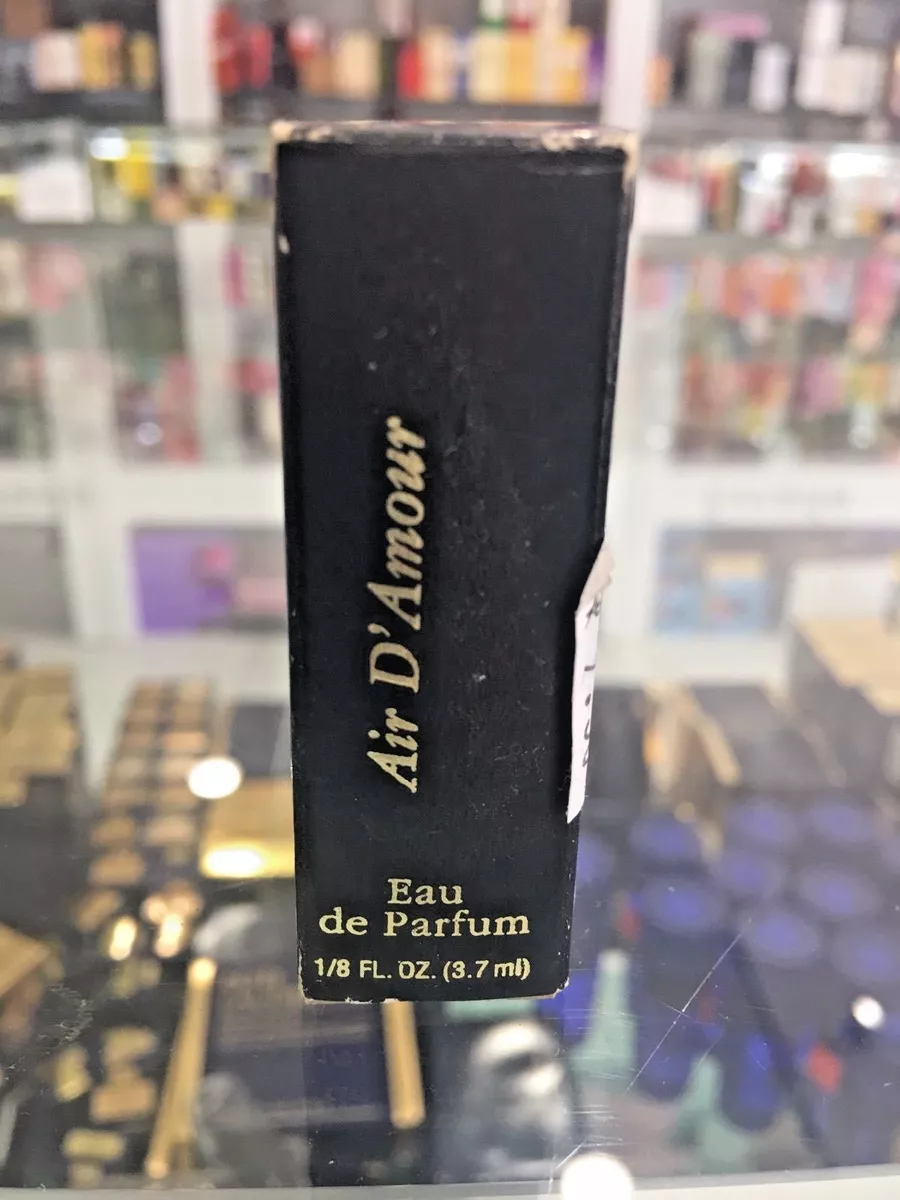 Air D'Amour
Eau
de Parfum
1/8 FL. OZ. (3.7 ml)